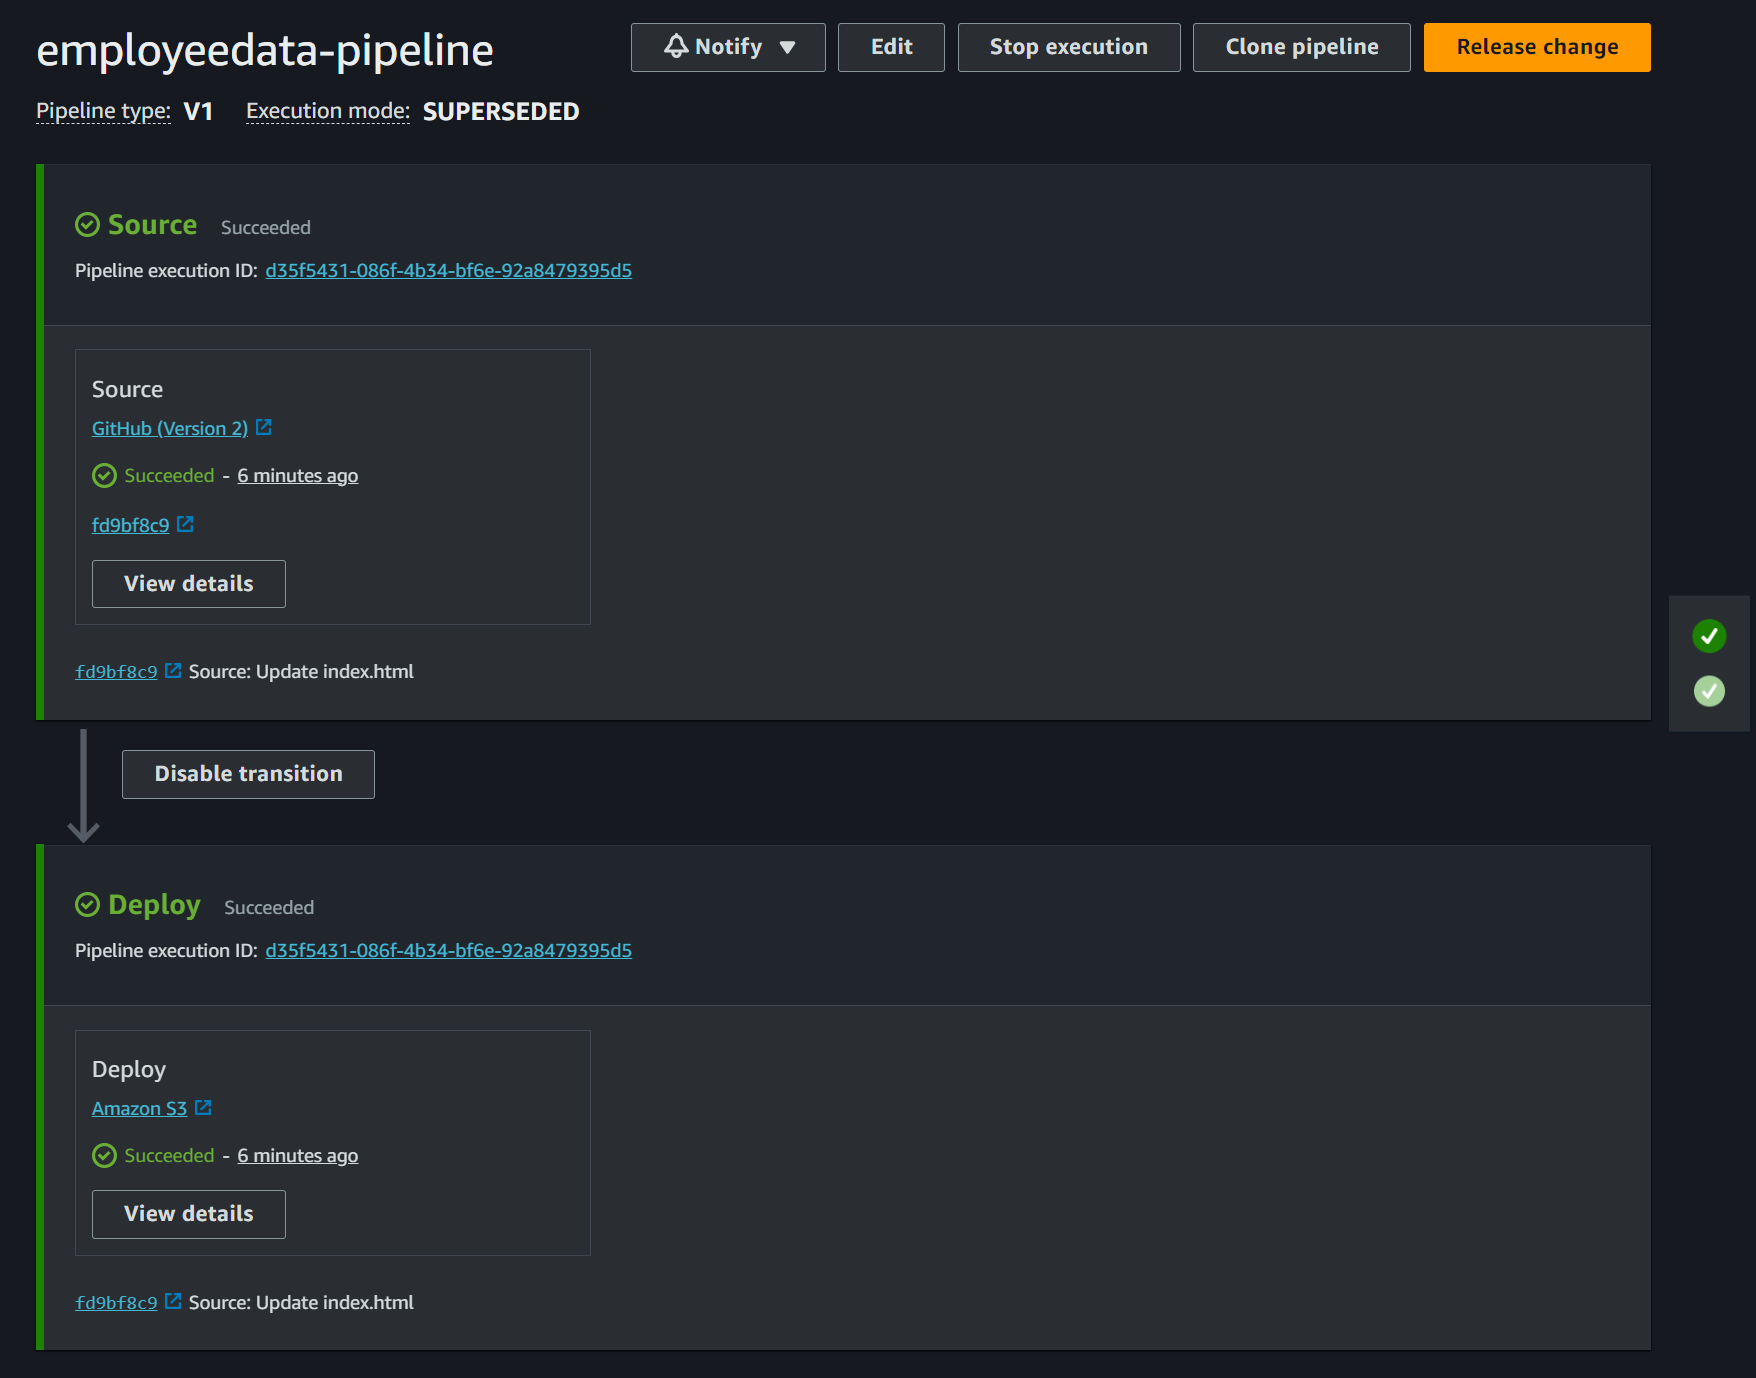 employeedata-pipeline
Notify
Edit
Stop execution
Clone pipeline
Release change
Pipeline type: V1 Execution mode: SUPERSEDED
Source Succeeded
Pipeline execution ID: d35f5431-086f-4b34-bf6e-92a8479395d5
Source
GitHub (Version 2)
Succeeded - 6 minutes ago
fd9bf8c9
View details
fd9bf8c9 Source: Update index.html
Disable transition
Deploy Succeeded
Pipeline execution ID: d35f5431-086f-4b34-bf6e-92a8479395d5
Deploy
Amazon S3
Succeeded - 6 minutes ago
View details
fd9bf8c9 Source: Update index.html